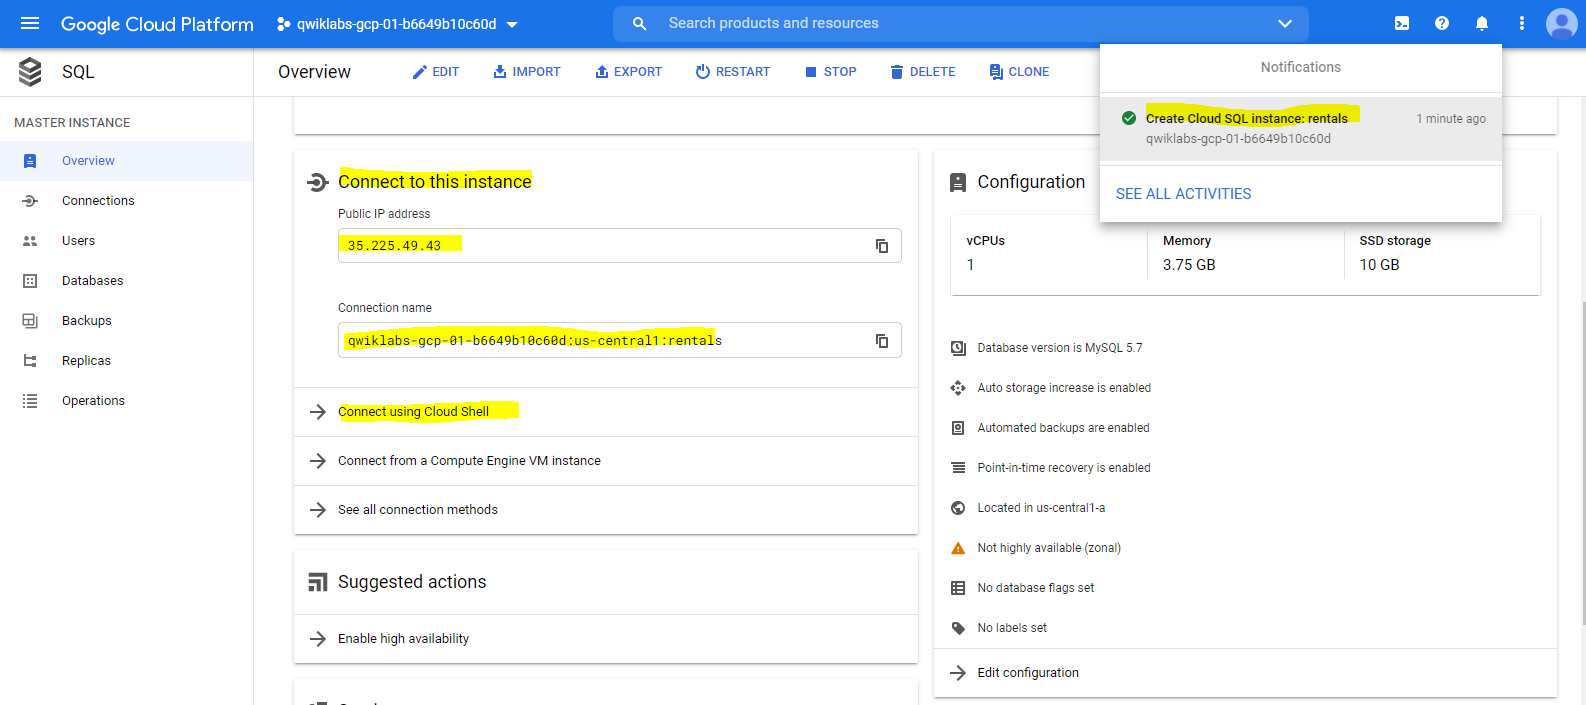 Google Cloud Platform
qwiklabs-gcp-01-b6649b10c60d
Search products and resources
SQL
Overview
EDIT
IMPORT
EXPORT
RESTART
STOP
DELETE
CLONE
Notifications
Create Cloud SQL instance: rentals
1 minute ago
qwiklabs-gcp-01-b6649b10c60d
SEE ALL ACTIVITIES
MASTER INSTANCE
Overview
Connections
Users
Databases
Backups
Replicas
Operations
Connect to this instance
Public IP address
35.225.49.43
Connection name
qwiklabs-gcp-01-b6649b10c60d:us-central1:rentals
Connect using Cloud Shell
Connect from a Compute Engine VM instance
See all connection methods
Suggested actions
Enable high availability
Configuration
vCPUs
1
Memory
3.75 GB
SSD storage
10 GB
Database version is MySQL 5.7
Auto storage increase is enabled
Automated backups are enabled
Point-in-time recovery is enabled
Located in us-central1-a
Not highly available (zonal)
No database flags set
No labels set
Edit configuration